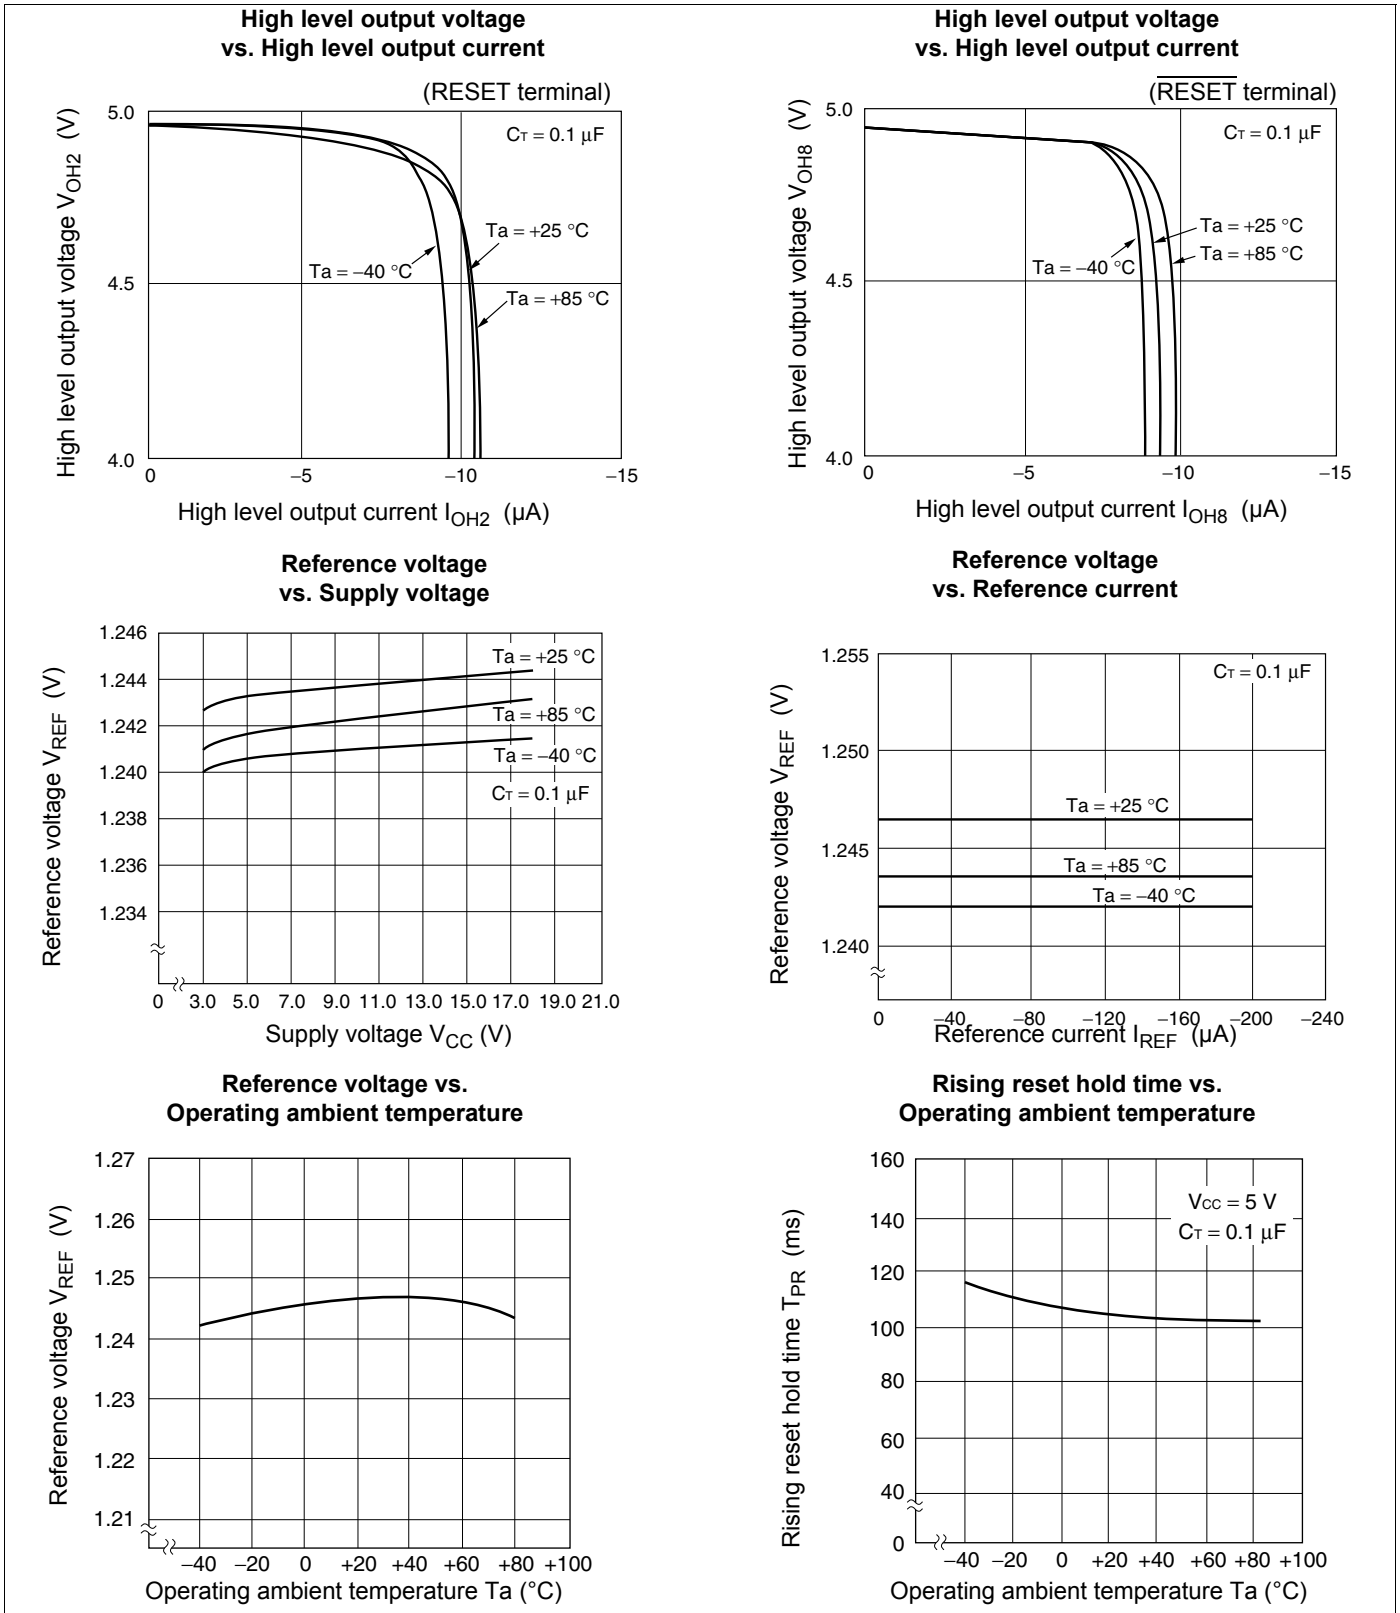 High level output voltage
vs. High level output current
(RESET terminal)
High level output voltage VOH2 (V)
5.0
4.5
4.0
CT = 0.1 µF
Ta = +25 °C
Ta = −40 °C
Ta = +85 °C
0 −5 −10 −15
High level output current IOH2 (µA)
High level output voltage
vs. High level output current
(RESET terminal)
High level output voltage VOH8 (V)
5.0
4.5
4.0
CT = 0.1 µF
Ta = +25 °C
Ta = +85 °C
Ta = −40 °C
0 −5 −10 −15
High level output current IOH8 (µA)
Reference voltage
vs. Supply voltage
Reference voltage VREF (V)
1.246
1.244
1.242
1.240
1.238
1.236
1.234
0
Ta = +25 °C
Ta = +85 °C
Ta = −40 °C
CT = 0.1 µF
0 3.0 5.0 7.0 9.0 11.0 13.0 15.0 17.0 19.0 21.0
Supply voltage VCC (V)
Reference voltage
vs. Reference current
Reference voltage VREF (V)
1.255
1.250
1.245
1.240
CT = 0.1 µF
Ta = +25 °C
Ta = +85 °C
Ta = −40 °C
0 −40 −80 −120 −160 −200 −240
Reference current IREF (µA)
Reference voltage vs.
Operating ambient temperature
Reference voltage VREF (V)
1.27
1.26
1.25
1.24
1.23
1.22
1.21
−40 −20 0 +20 +40 +60 +80 +100
Operating ambient temperature Ta (°C)
Rising reset hold time vs.
Operating ambient temperature
Rising reset hold time TPR (ms)
160
140
120
100
80
60
40
0
VCC = 5 V
CT = 0.1 µF
−40 −20 0 +20 +40 +60 +80 +100
Operating ambient temperature Ta (°C)